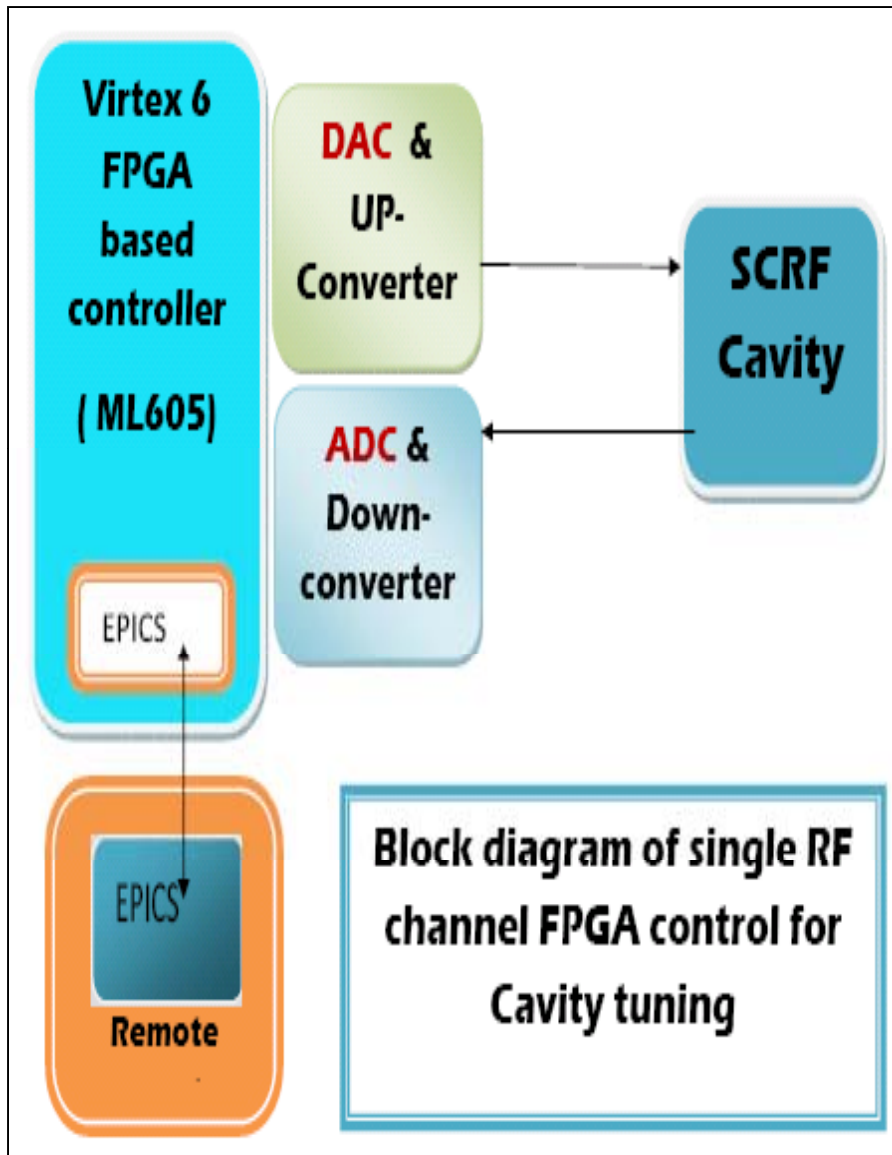 Virtex 6
FPGA
based
controller
( ML605)
EPICS
DAC &
UP-
Converter
ADC &
Down-
converter
SCRF
Cavity
EPICS
Remote
Block diagram of single RF
channel FPGA control for
Cavity tuning